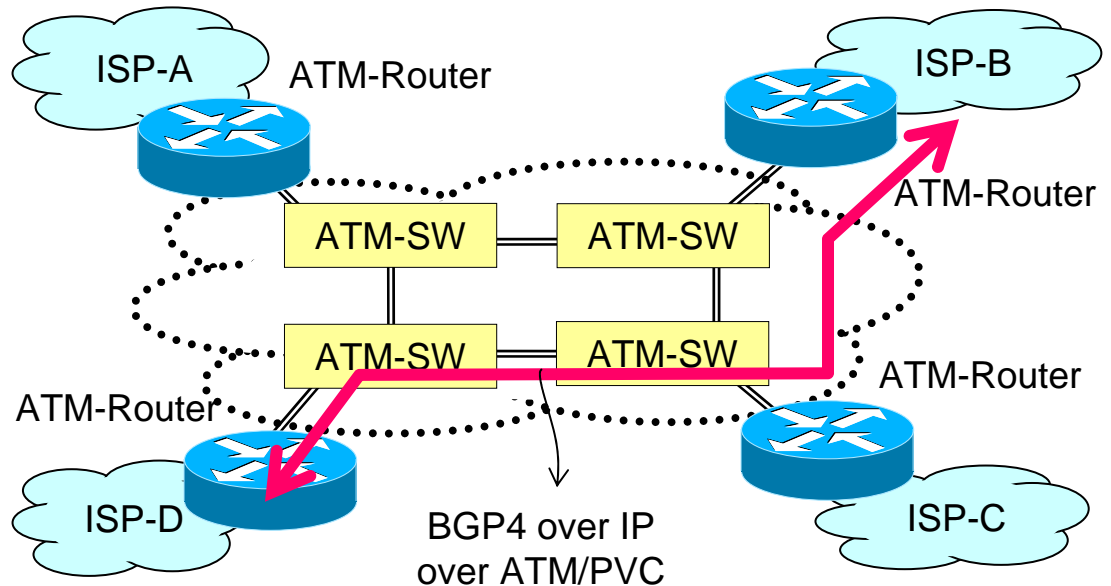 ISP-A
ATM-Router
ISP-B
ATM-Router
ATM-SW
ATM-SW
ATM-SW
ATM-SW
ATM-Router
ATM-Router
ISP-D
ISP-C
BGP4 over IP
over ATM/PVC